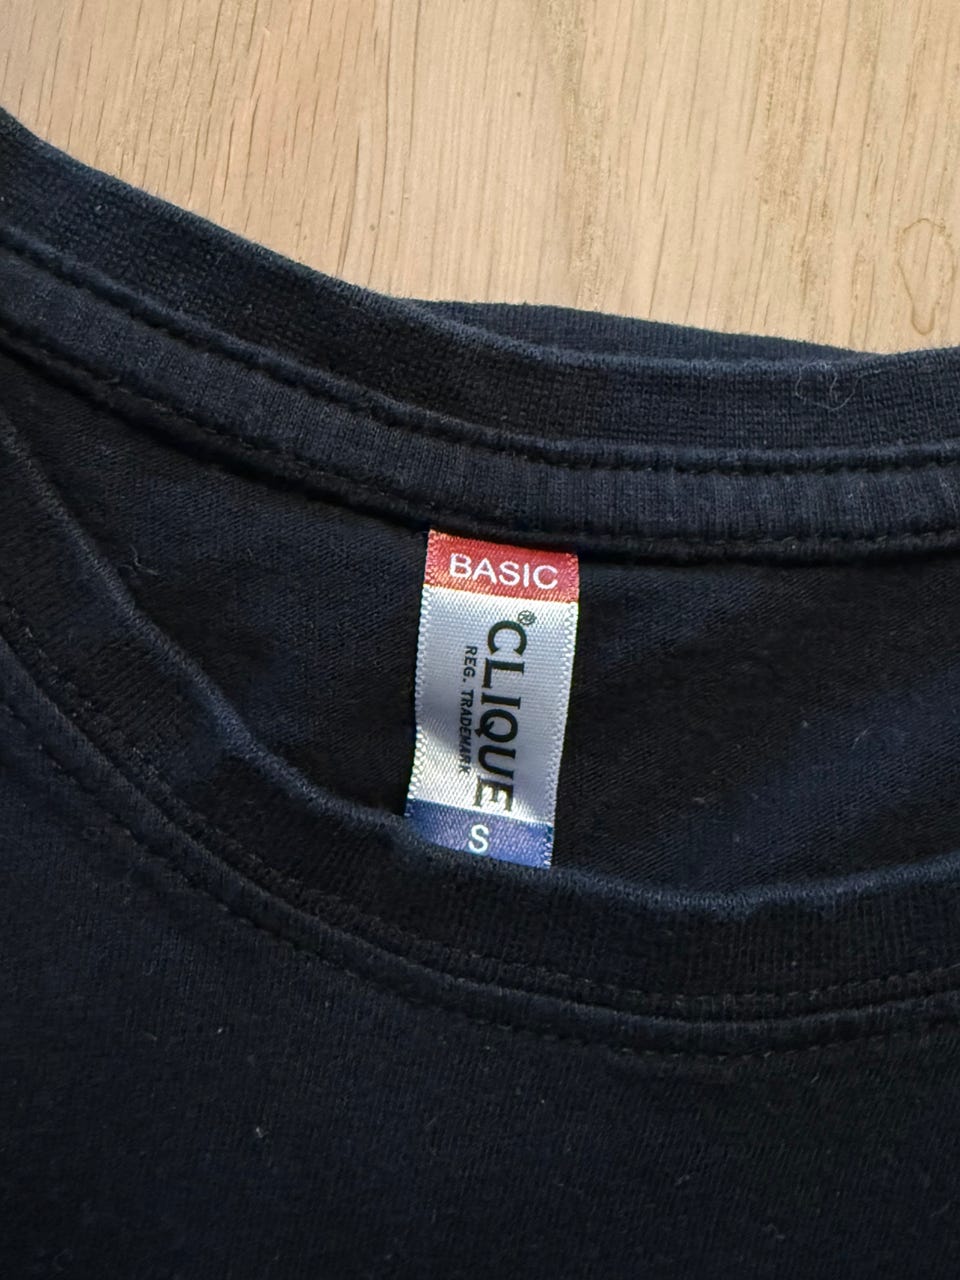 BASIC
CLIQUE®
REG. TRADEMARK
S